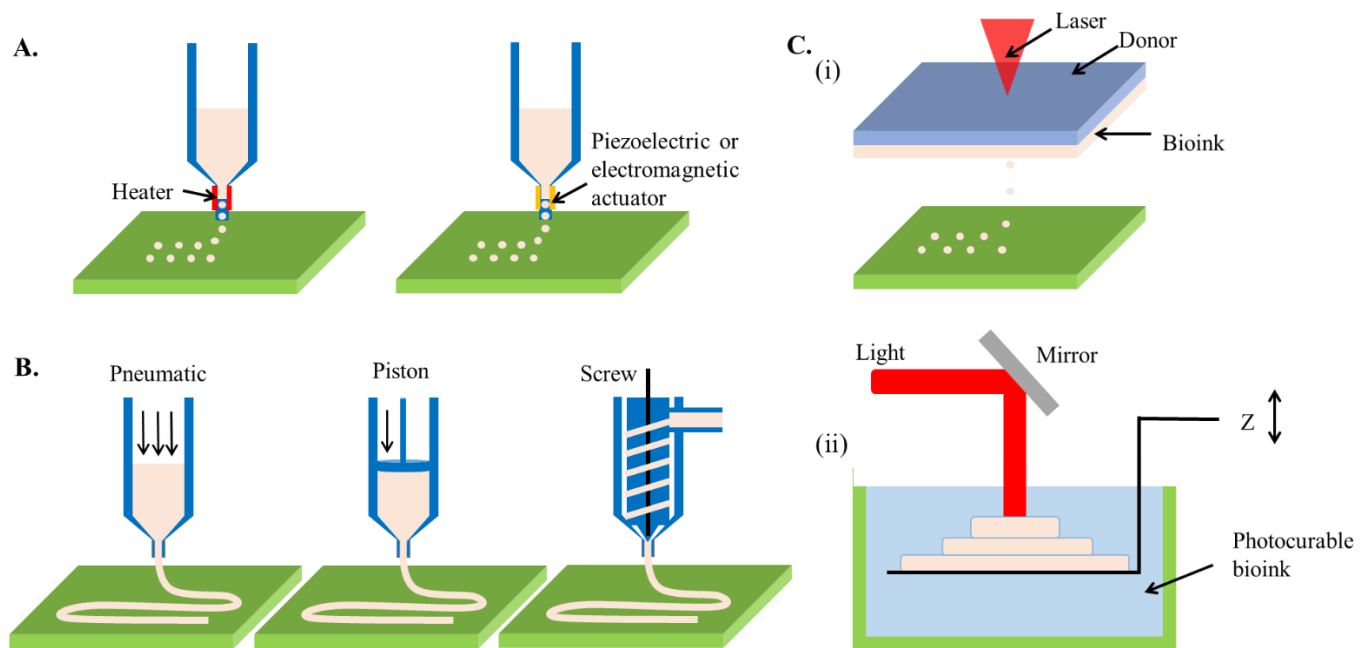 A.
Heater
Piezoelectric or
electromagnetic
actuator
B.
Pneumatic
Piston
Screw
C.
(i)
Laser
Donor
Bioink
(ii)
Light
Mirror
Z
Photocurable
bioink